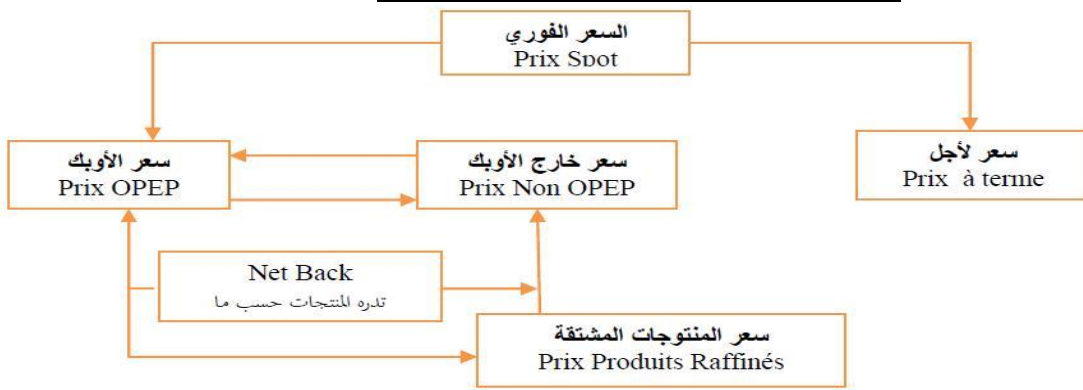 السعر الفوري
Prix Spot
سعر الأوبك
Prix OPEP
سعر خارج الأوبك
Prix Non OPEP
سعر لأجل
Prix à terme
Net Back
تدره المنتجات حسب ما
سعر المنتوجات المشتقة
Prix Produits Raffinés